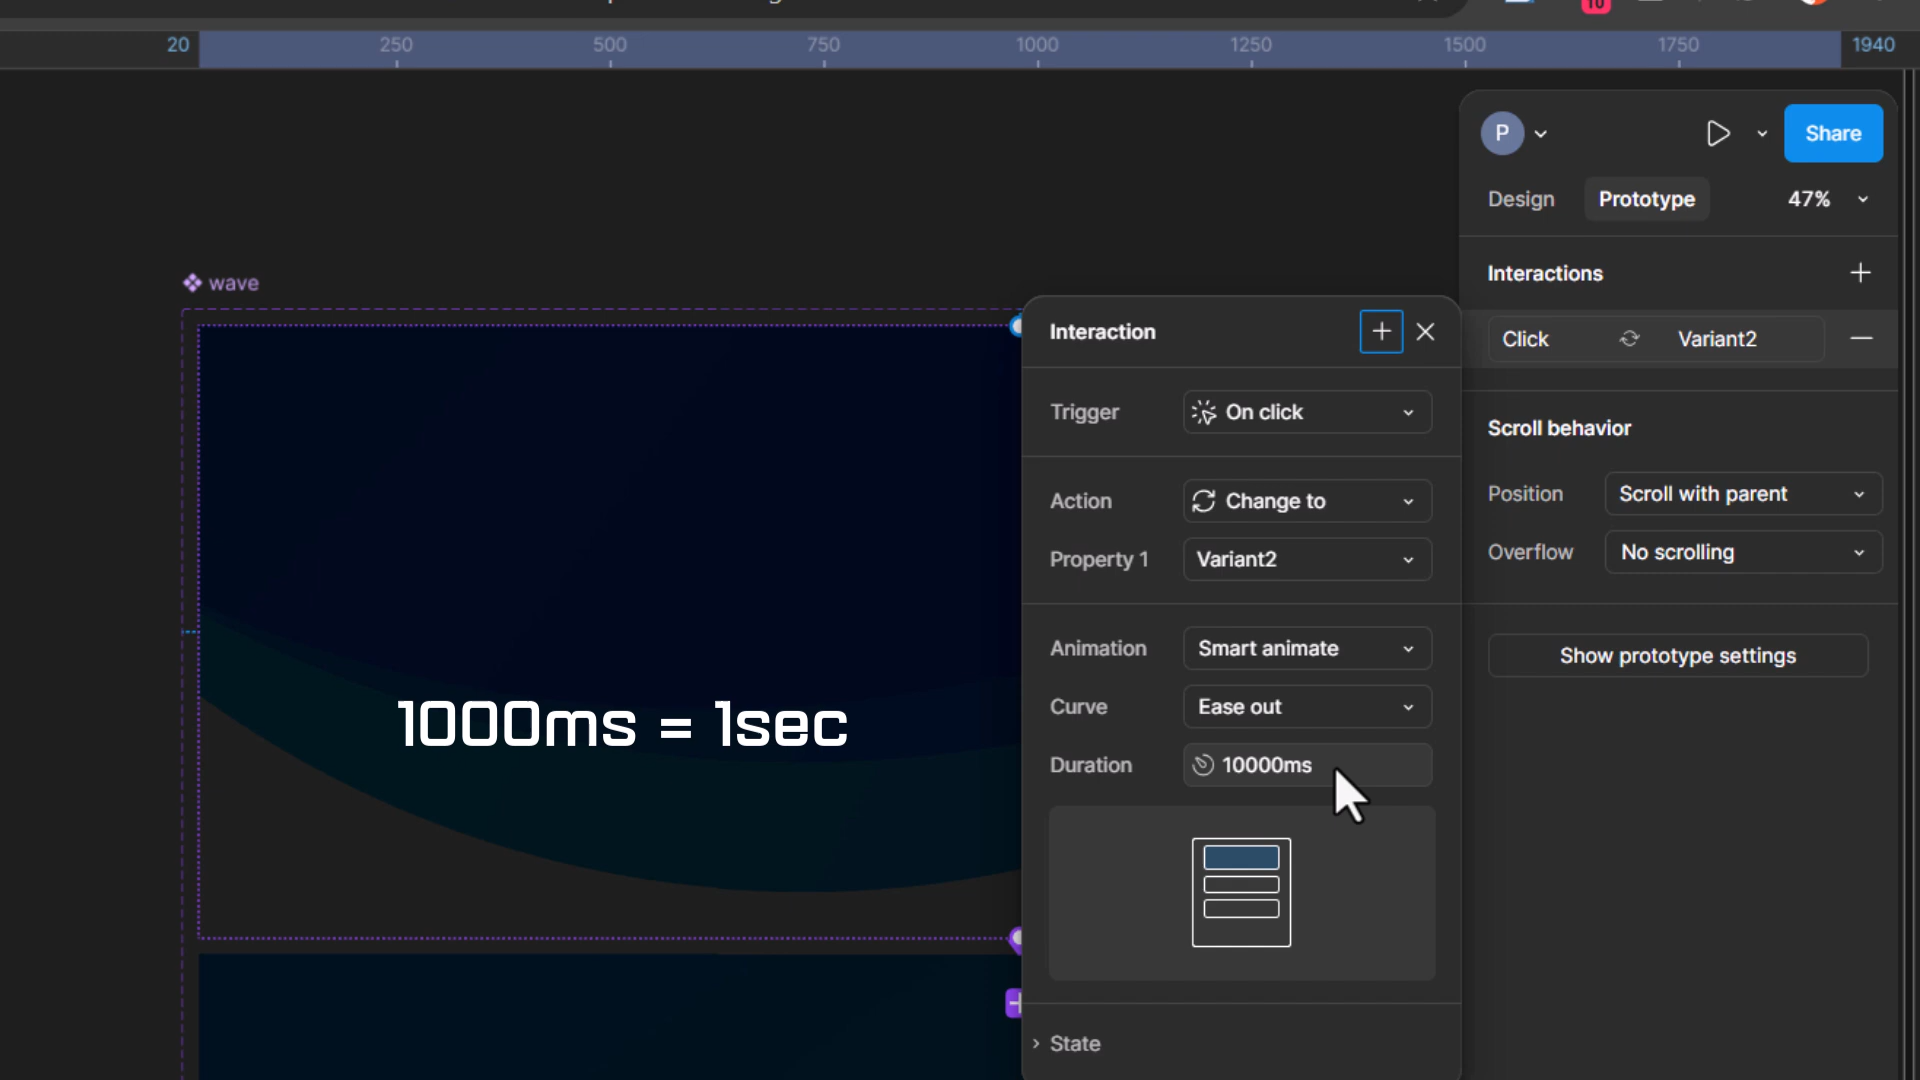 20
250
500
750
1000
1250
1500
1750
1940
P
Share
Design
Prototype
47%
Interactions
Click
Variant2
wave
Interaction
Trigger
On click
Action
Change to
Property 1
Variant2
Animation
Smart animate
Curve
Ease out
Duration
10000ms
State
Scroll behavior
Position
Scroll with parent
Overflow
No scrolling
Show prototype settings
1000ms = 1sec